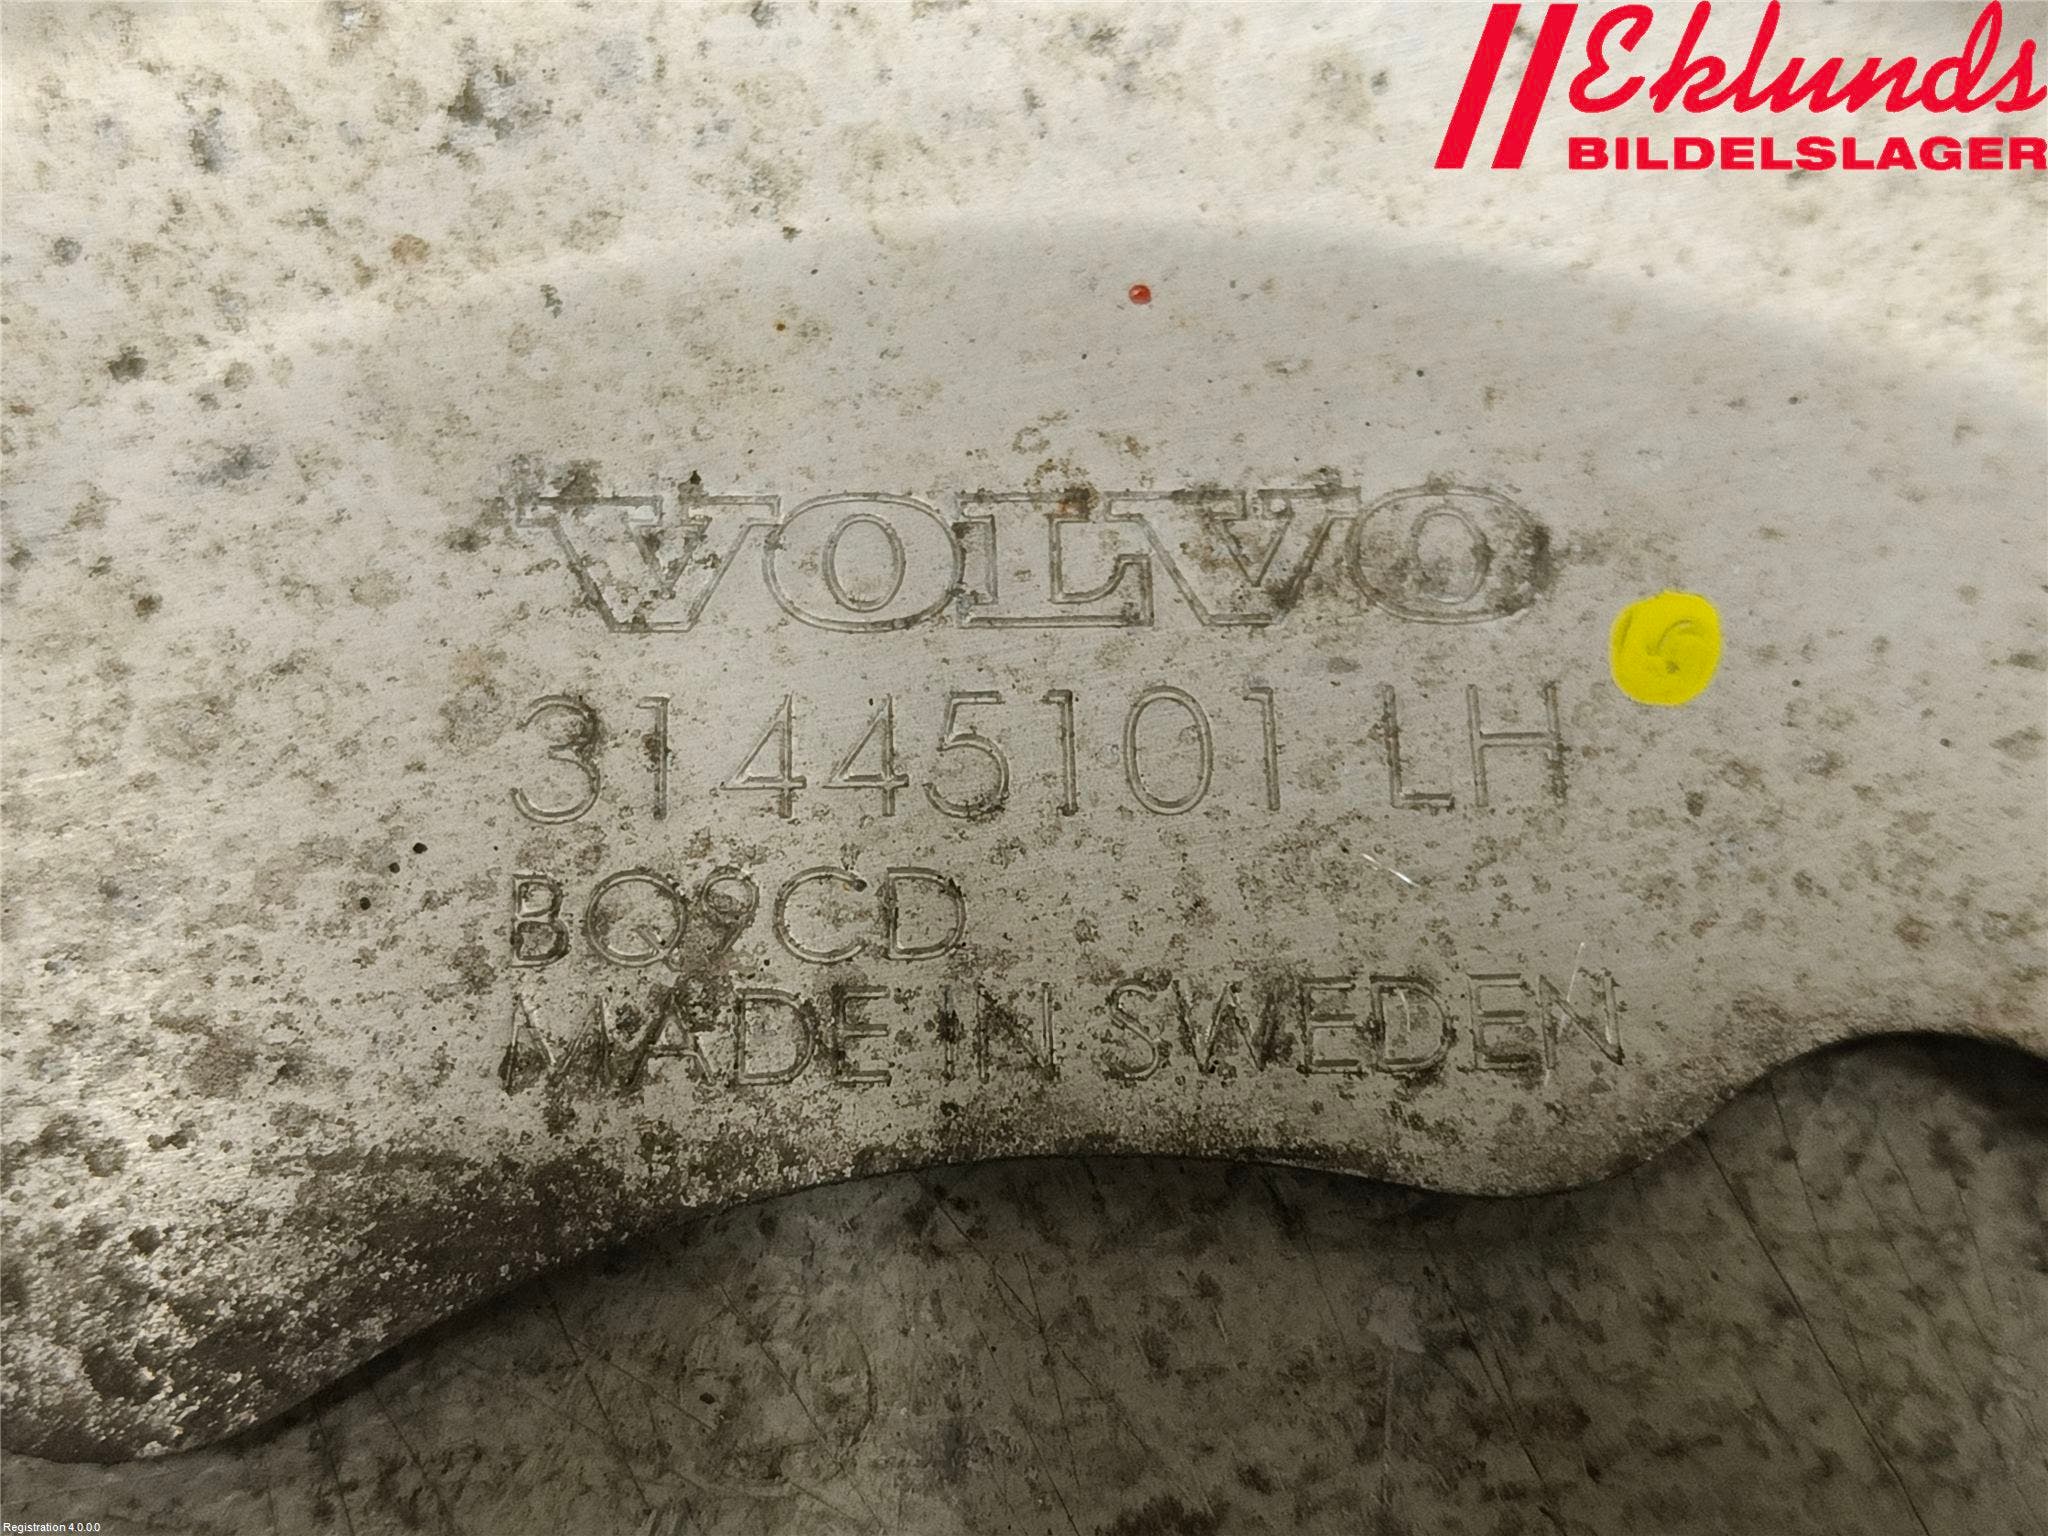 Eklunds
BILDELSLAGER
VOLVO
31445101 LH
BQ9CD
MADE IN SWEDEN
Registration 4.0.0.0